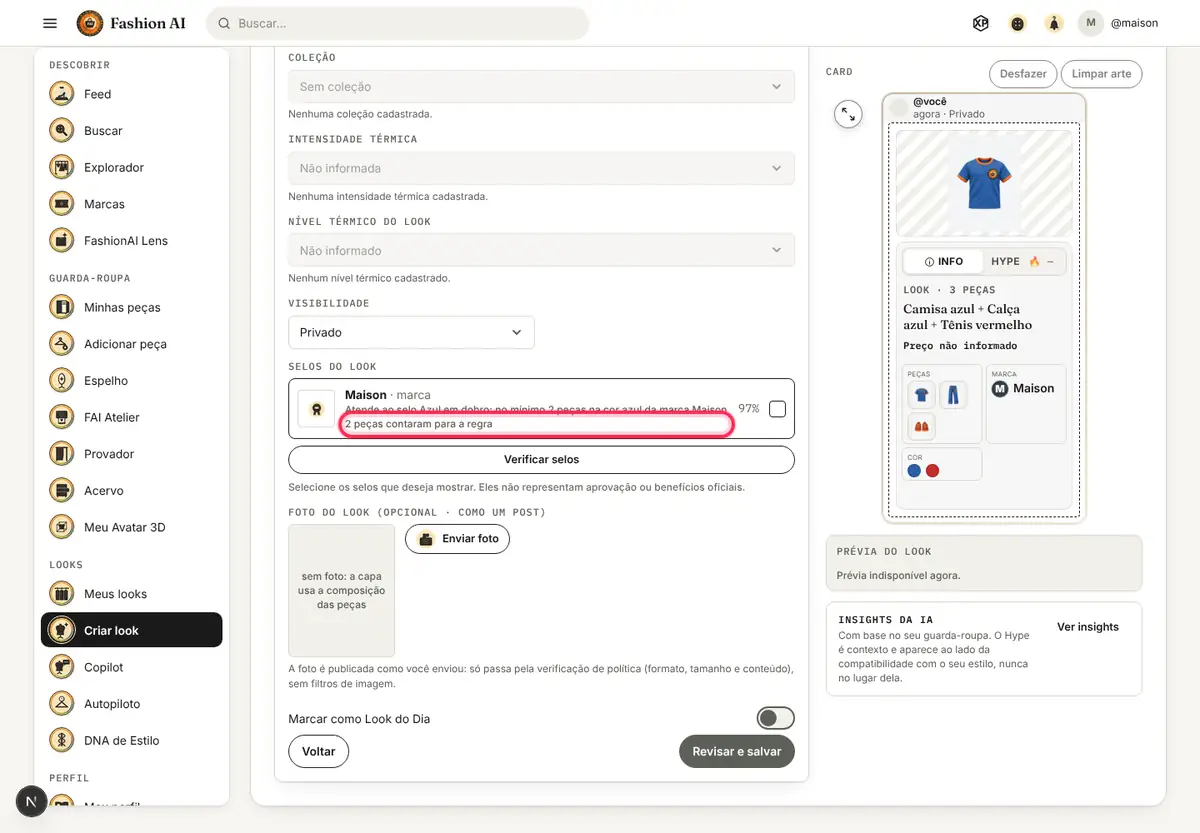 Fashion AI
Buscar...
XP
M
@maison
DESCOBRIR
Feed
Buscar
Explorador
Marcas
FashionAI Lens
GUARDA-ROUPA
Minhas peças
Adicionar peça
Espelho
FAI Atelier
Provador
Acervo
Meu Avatar 3D
LOOKS
Meus looks
Criar look
Copilot
Autopiloto
DNA de Estilo
PERFIL
Meu perfil
N
COLEÇÃO
Sem coleção
Nenhuma coleção cadastrada.
INTENSIDADE TÉRMICA
Não informada
Nenhuma intensidade térmica cadastrada.
NÍVEL TÉRMICO DO LOOK
Não informado
Nenhum nível térmico cadastrado.
VISIBILIDADE
Privado
SELOS DO LOOK
Maison · marca
Atende ao selo Azul em dobro: no mínimo 2 peças na cor azul da marca Maison
2 peças contaram para a regra
97%
Verificar selos
Selecione os selos que deseja mostrar. Eles não representam aprovação ou benefícios oficiais.
FOTO DO LOOK (OPCIONAL · COMO UM POST)
sem foto: a capa
usa a composição
das peças
Enviar foto
A foto é publicada como você enviou: só passa pela verificação de política (formato, tamanho e conteúdo),
sem filtros de imagem.
Marcar como Look do Dia
Voltar
Revisar e salvar
CARD
Desfazer
Limpar arte
@você
agora · Privado
INFO
HYPE 🔥 –
LOOK · 3 PEÇAS
Camisa azul + Calça
azul + Tênis vermelho
Preço não informado
PEÇAS
MARCA
M Maison
COR
PRÉVIA DO LOOK
Prévia indisponível agora.
INSIGHTS DA IA
Com base no seu guarda-roupa. O Hype
é contexto e aparece ao lado da
compatibilidade com o seu estilo, nunca
no lugar dela.
Ver insights